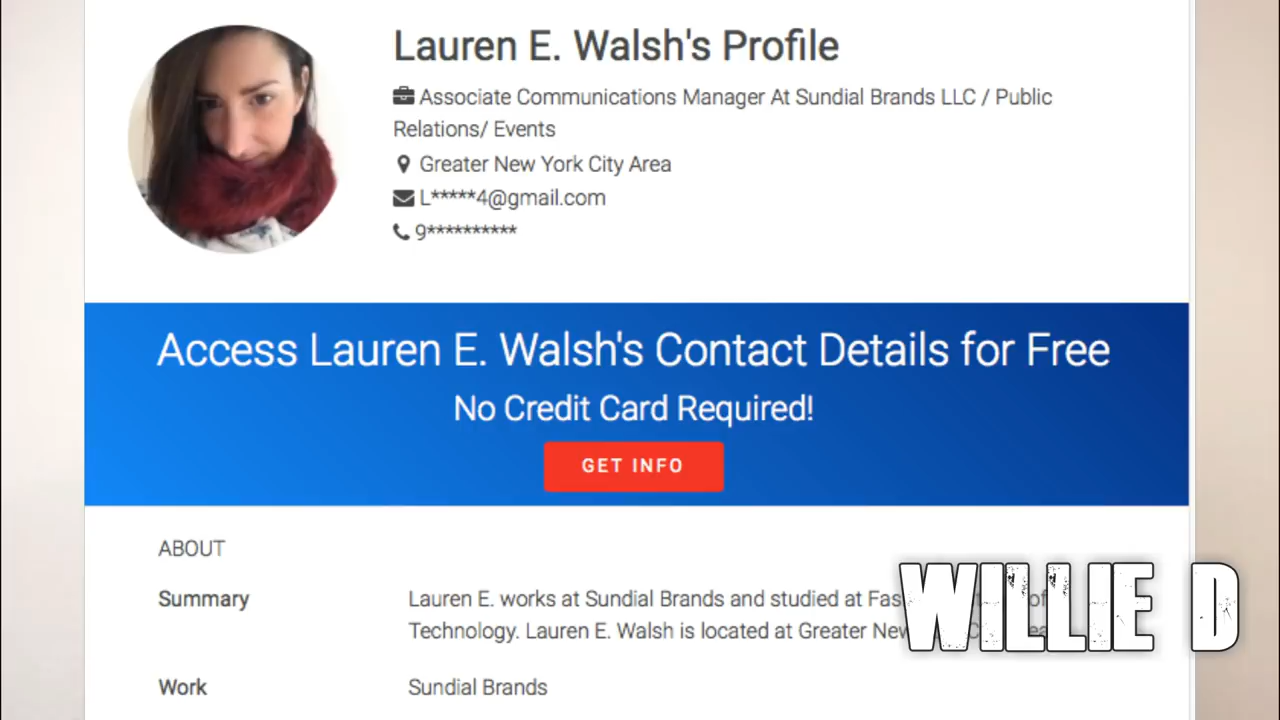 Lauren E. Walsh's Profile
Associate Communications Manager At Sundial Brands LLC / Public
Relations/ Events
Greater New York City Area
L*****4@gmail.com
9**********
Access Lauren E. Walsh's Contact Details for Free
No Credit Card Required!
GET INFO
ABOUT
Summary
Lauren E. works at Sundial Brands and studied at of
Technology. Lauren E. Walsh is located at Greater
WILLIE D
Work
Sundial Brands